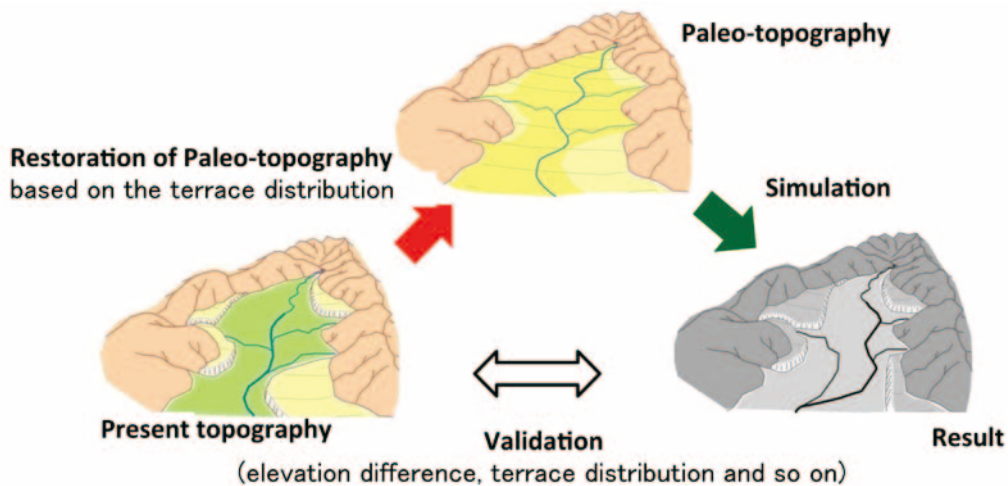 Paleo-topography
Restoration of Paleo-topography
based on the terrace distribution
Simulation
Present topography
Validation
Result
(elevation difference, terrace distribution and so on)